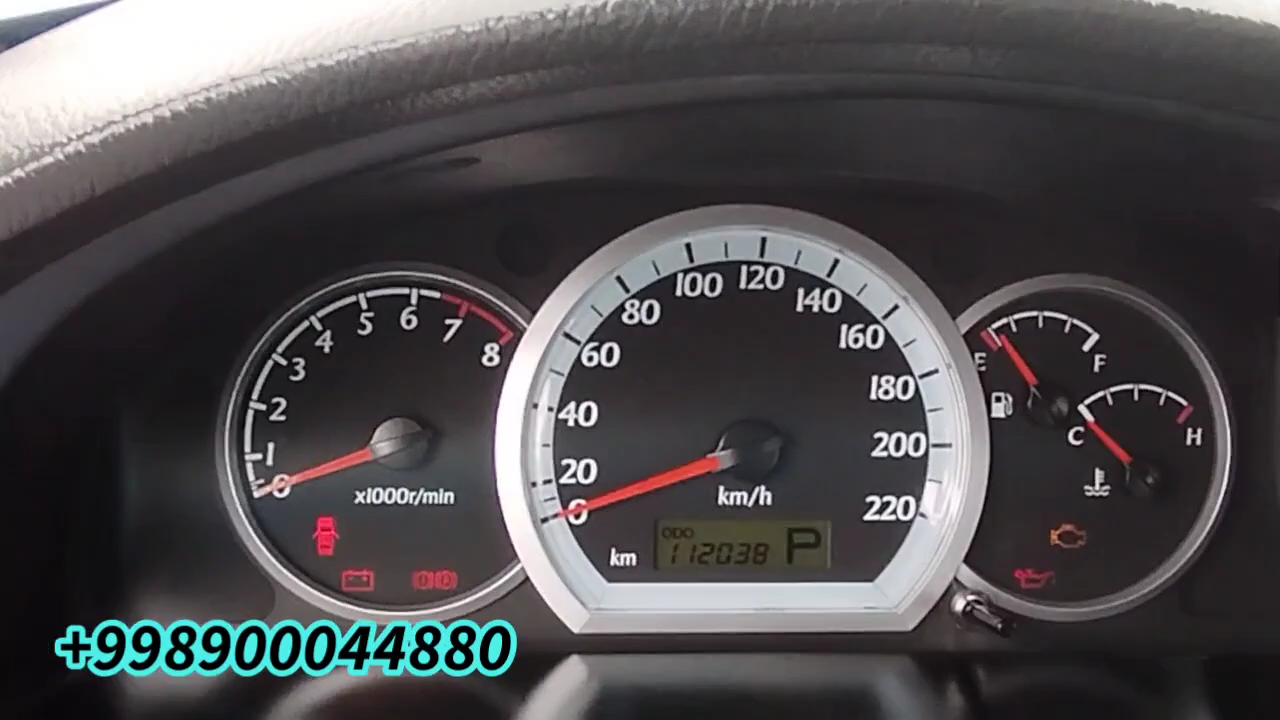 0 1 2 3 4 5 6 7 8
x1000r/min
0 20 40 60 80 100 120 140 160 180 200 220
km/h
E F
C H
ODO
km 112038 P
+998900044880